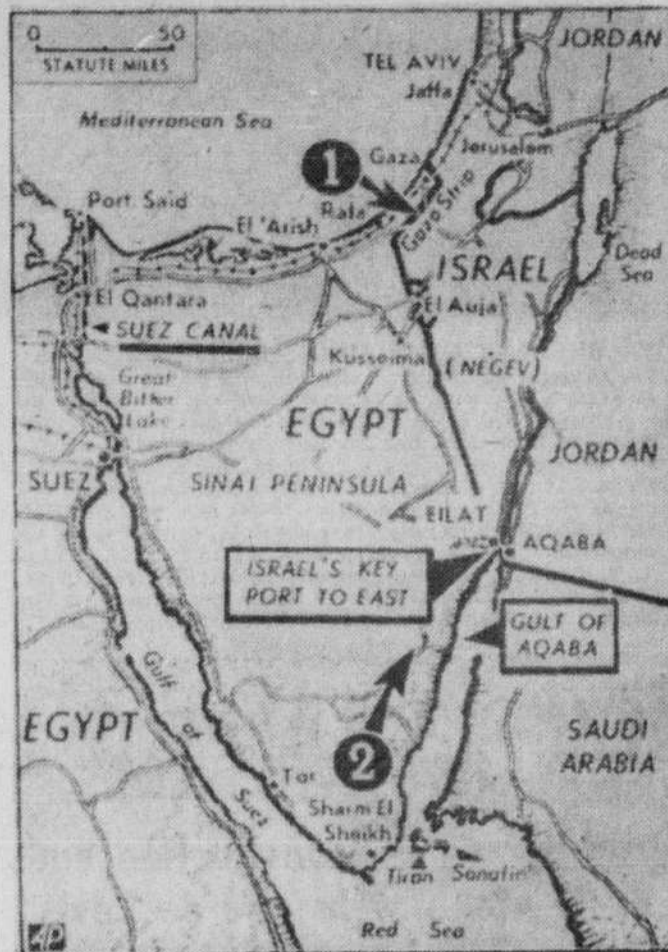 0 50
STATUTE MILES
JORDAN
TEL AVIV
Jaffa
Mediterranean Sea
Jerusalem
Gaza
1
Port Said
Rafa
Gaza Strip
El 'Arish
Dead
Sea
ISRAEL
El Qantara
El Auja
SUEZ CANAL
Kusseima
(NEGEV)
Great
Bitter
Lake
EGYPT
JORDAN
SUEZ
SINAI PENINSULA
EILAT
AQABA
ISRAEL'S KEY
PORT TO EAST
GULF OF
AQABA
Gulf
of
Suez
EGYPT
2
SAUDI
ARABIA
Tor
Sharm El
Sheikh
Tiran
Sanafir
AP
Red Sea